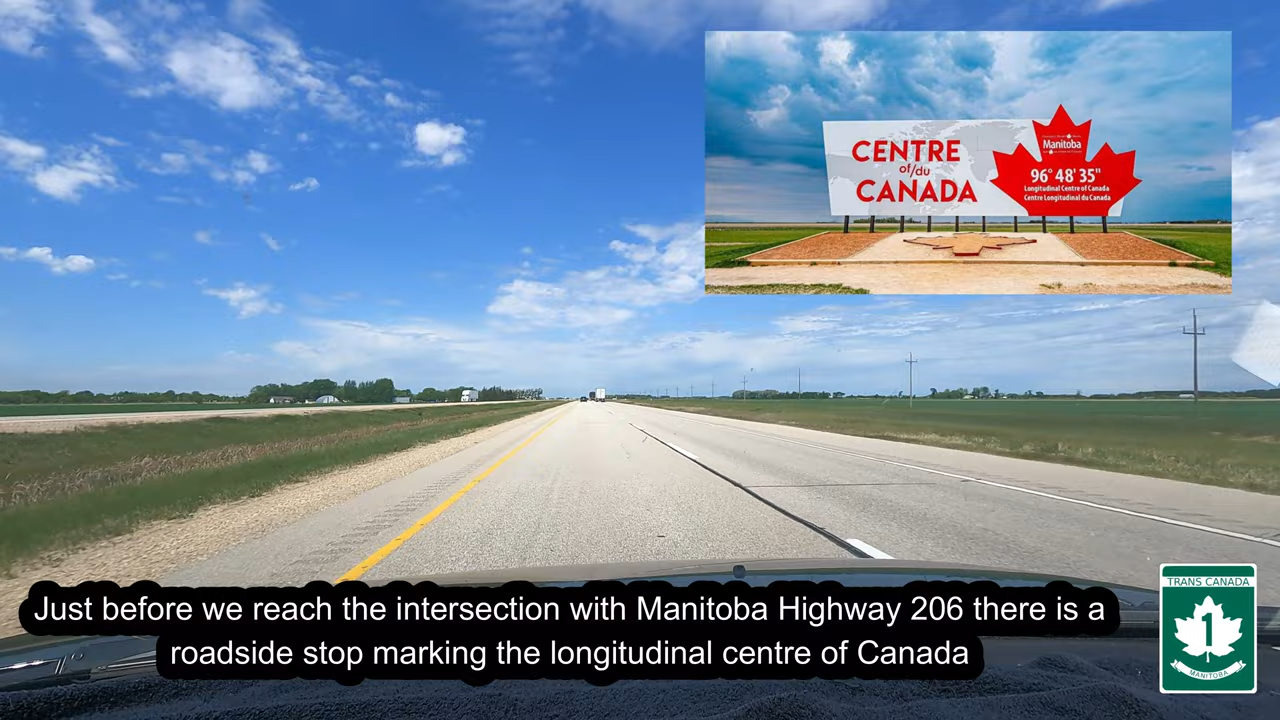 CENTRE
of/du
CANADA
Manitoba
96° 48' 35"
Longitudinal Centre of Canada
Centre Longitudinal du Canada
Just before we reach the intersection with Manitoba Highway 206 there is a
roadside stop marking the longitudinal centre of Canada
TRANS CANADA
1
MANITOBA